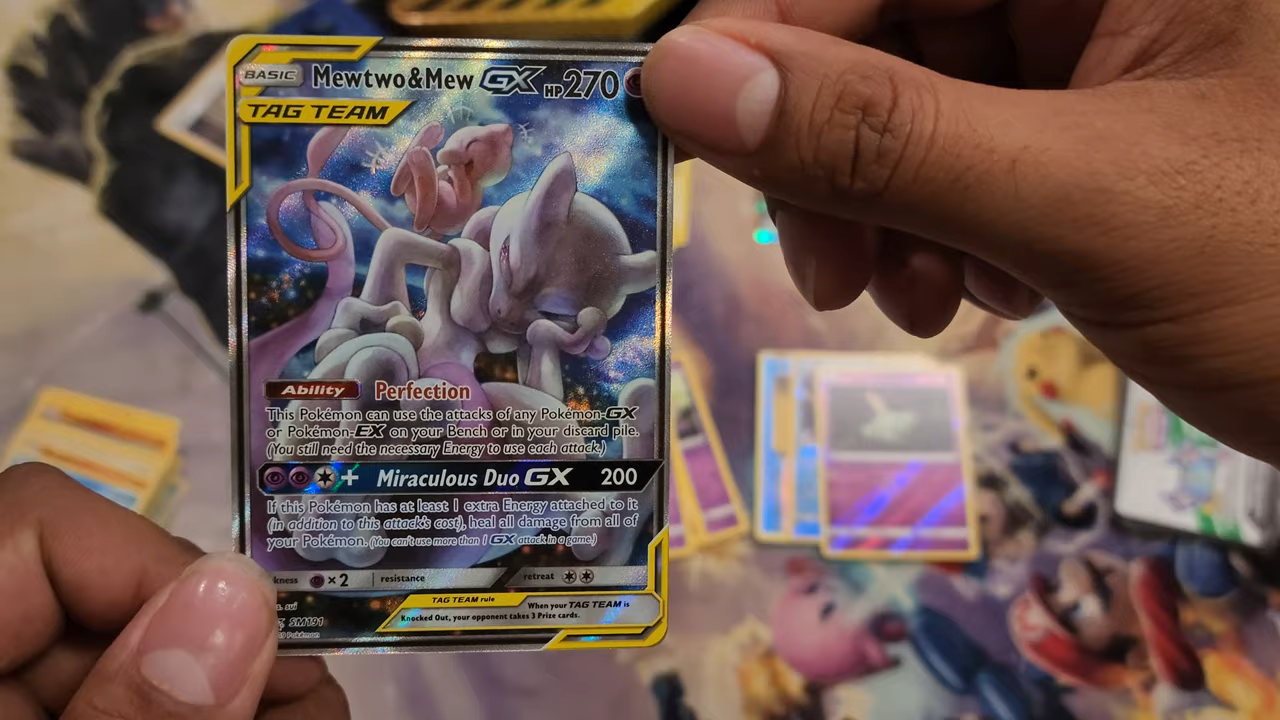 BASIC Mewtwo&Mew GX HP 270
TAG TEAM
Ability Perfection
This Pokémon can use the attacks of any Pokémon-GX
or Pokémon-EX on your Bench or in your discard pile.
(You still need the necessary Energy to use each attack.)
+ Miraculous Duo GX 200
If this Pokémon has at least 1 extra Energy attached to it
(in addition to this attack's cost), heal all damage from all of
your Pokémon. (You can't use more than 1 GX attack in a game.)
×2 resistance retreat
TAG TEAM rule When your TAG TEAM is
Knocked Out, your opponent takes 3 Prize cards.
sui
SM191
Pokémon